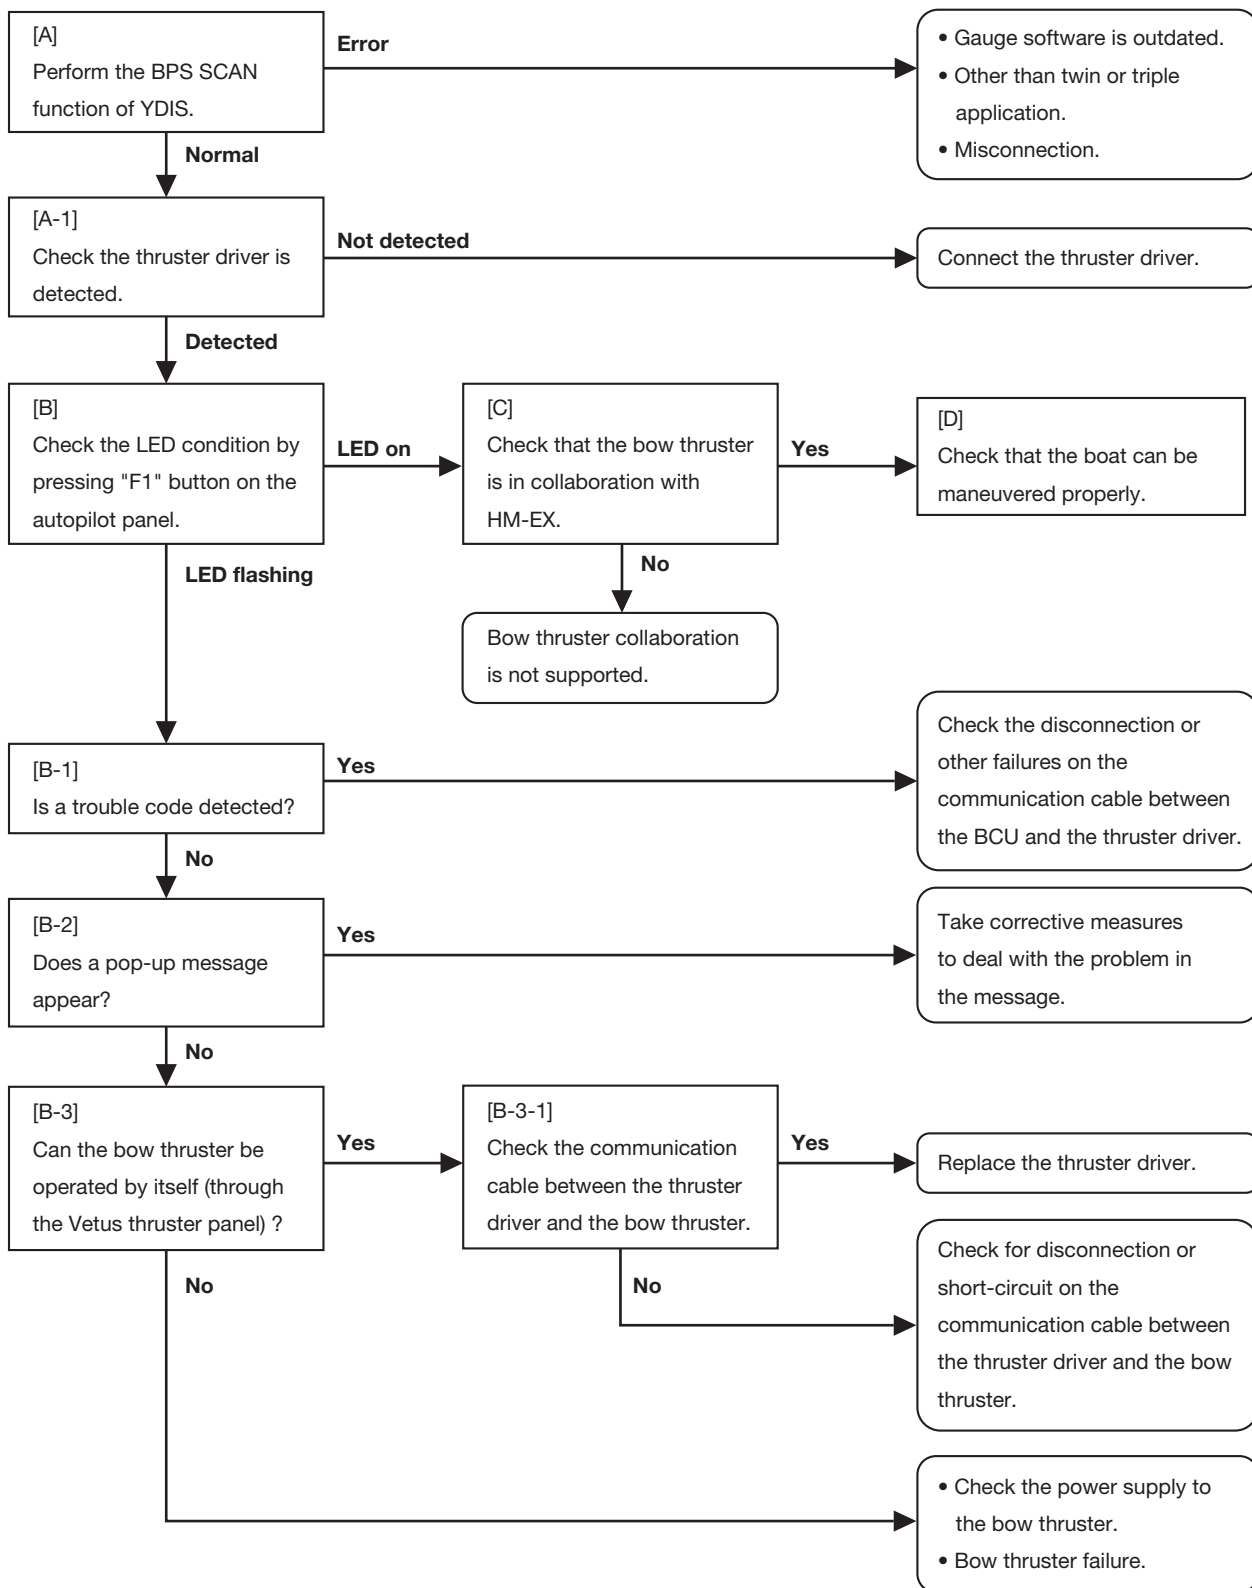 [A]
Perform the BPS SCAN
function of YDIS.
Error
• Gauge software is outdated.
• Other than twin or triple
application.
• Misconnection.
Normal
[A-1]
Check the thruster driver is
detected.
Not detected
Connect the thruster driver.
Detected
[B]
Check the LED condition by
pressing "F1" button on the
autopilot panel.
LED on
[C]
Check that the bow thruster
is in collaboration with
HM-EX.
Yes
[D]
Check that the boat can be
maneuvered properly.
No
Bow thruster collaboration
is not supported.
LED flashing
[B-1]
Is a trouble code detected?
Yes
Check the disconnection or
other failures on the
communication cable between
the BCU and the thruster driver.
No
[B-2]
Does a pop-up message
appear?
Yes
Take corrective measures
to deal with the problem in
the message.
No
[B-3]
Can the bow thruster be
operated by itself (through
the Vetus thruster panel) ?
Yes
[B-3-1]
Check the communication
cable between the thruster
driver and the bow thruster.
Yes
Replace the thruster driver.
No
Check for disconnection or
short-circuit on the
communication cable between
the thruster driver and the bow
thruster.
No
• Check the power supply to
the bow thruster.
• Bow thruster failure.